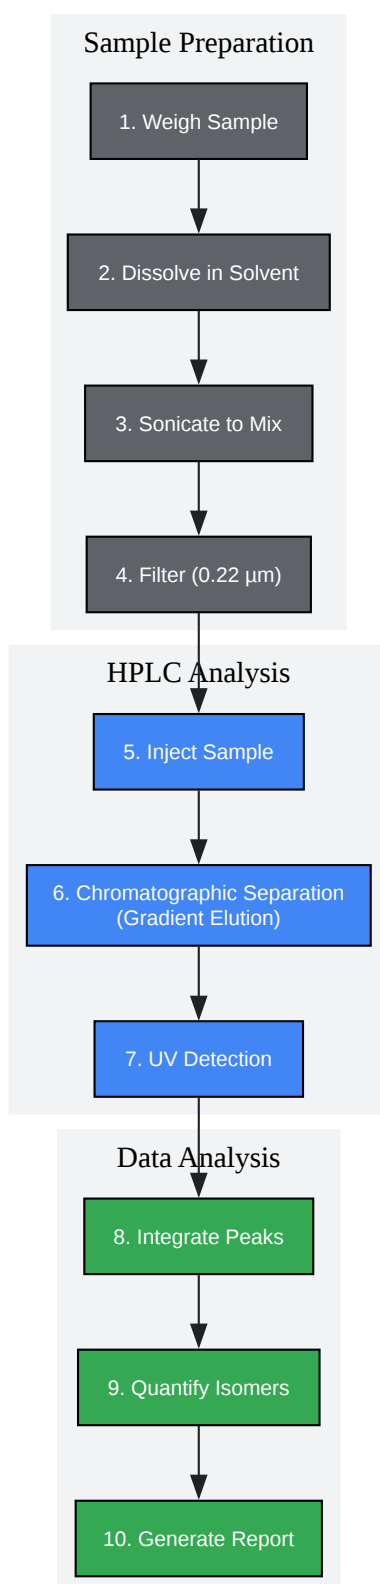 Sample Preparation
1. Weigh Sample
2. Dissolve in Solvent
3. Sonicate to Mix
4. Filter (0.22 µm)
HPLC Analysis
5. Inject Sample
6. Chromatographic Separation
(Gradient Elution)
7. UV Detection
Data Analysis
8. Integrate Peaks
9. Quantify Isomers
10. Generate Report